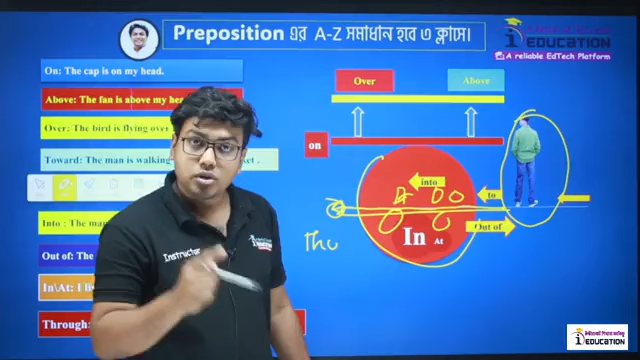 Preposition এর A-Z সমাধান হবে ৩ ক্লাসে।
EDUCATION
A reliable EdTech Platform
On: The cap is on my head.
Above: The fan is above my
Over: The bird is flying over
Toward: The man is walking
Into : The
Out of: The
In\At: I
Through:
Over
Above
on
into
to
Out of
In
At
Instructor
EDUCATION